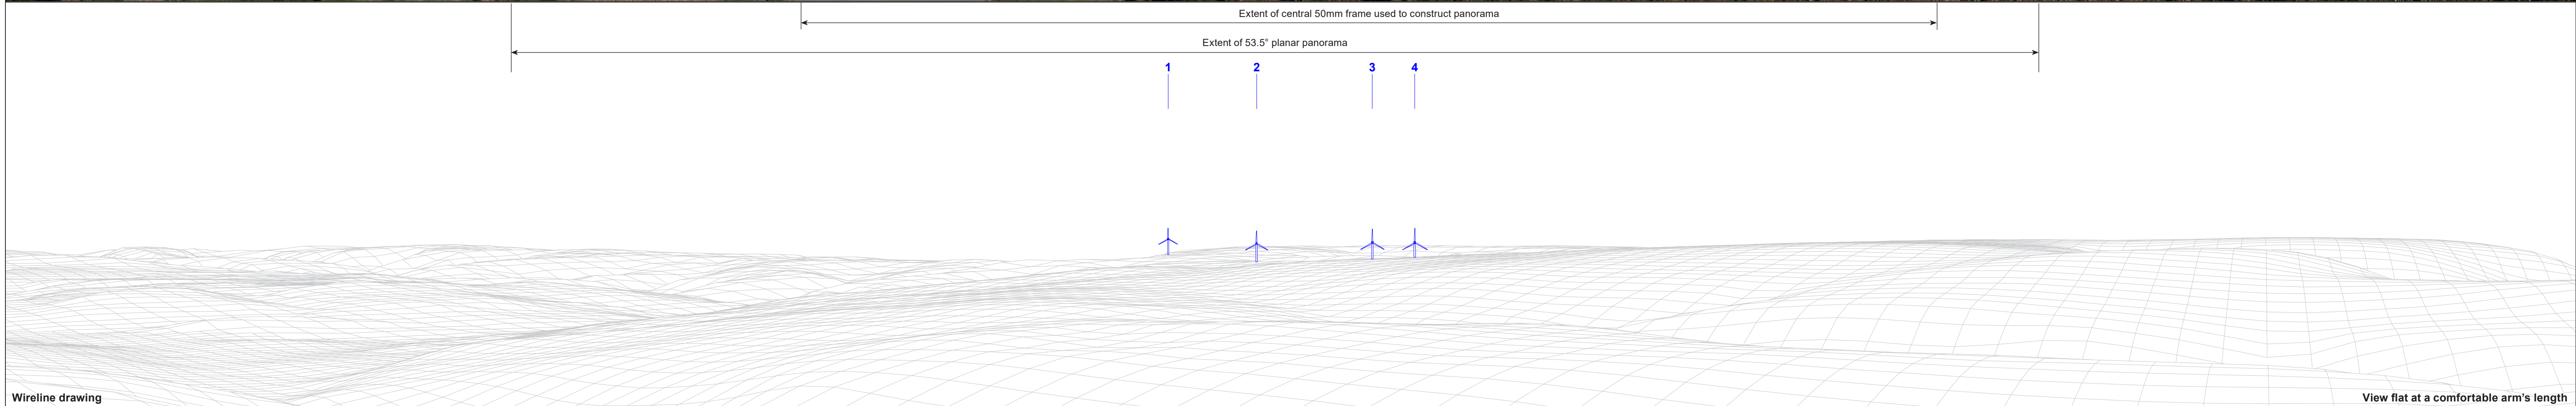 Extent of central 50mm frame used to construct panorama
Extent of 53.5° planar panorama
1 2 3 4
Wireline drawing
View flat at a comfortable arm's length